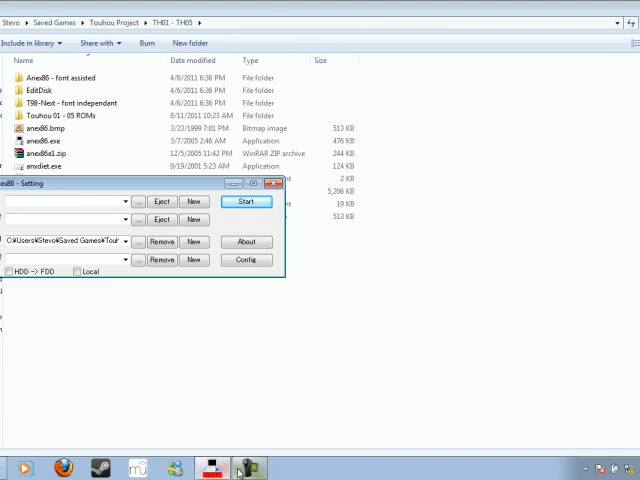 Stevo Saved Games Touhou Project TH01 - TH05
Include in library Share with Burn New folder
Name Date modified Type Size
Anex86 - font assisted 4/6/2011 6:36 PM File folder
EditDisk 4/6/2011 6:36 PM File folder
T98-Next - font independant 4/6/2011 6:36 PM File folder
Touhou 01 - 05 ROMs 8/11/2011 10:23 AM File folder
anex86.bmp 3/23/1999 7:01 PM Bitmap image 513 KB
anex86.exe 3/7/2005 2:46 AM Application 476 KB
anex86e1.zip 12/5/2005 11:42 PM WinRAR ZIP archive 244 KB
anxdiet.exe 9/19/2001 5:23 AM Application 124 KB
ex86 - Setting
2 KB
Eject New Start
5,206 KB
19 KB
Eject New
513 KB
C:¥Users¥Stevo¥Saved Games¥Touh ... Remove New About
... Remove New Config
HDD -> FDD Local